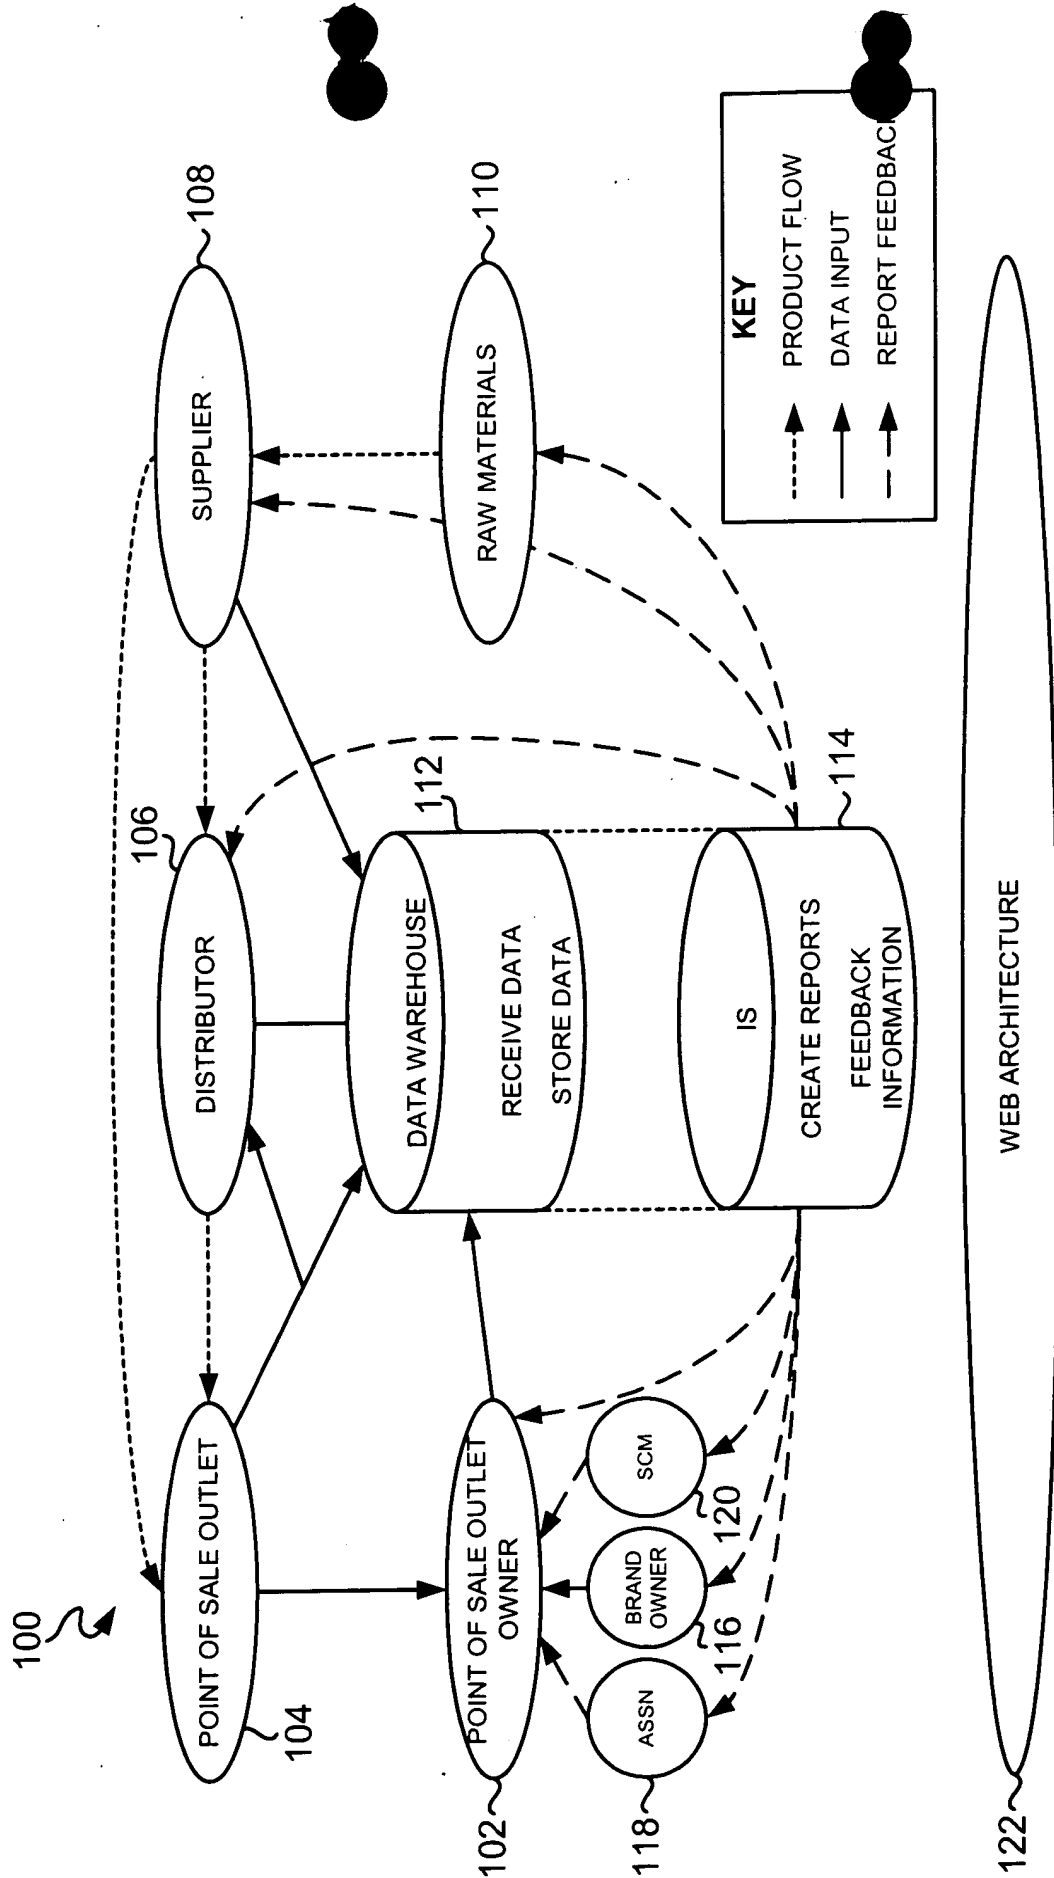 100
108
106
SUPPLIER
DISTRIBUTOR
POINT OF SALE OUTLET
104
110
112
RAW MATERIALS
DATA WAREHOUSE
RECEIVE DATA
STORE DATA
POINT OF SALE OUTLET
OWNER
102
SCM
120
BRAND
OWNER
116
ASSN
118
114
IS
CREATE REPORTS
FEEDBACK
INFORMATION
KEY
PRODUCT FLOW
DATA INPUT
REPORT FEEDBACK
WEB ARCHITECTURE
122